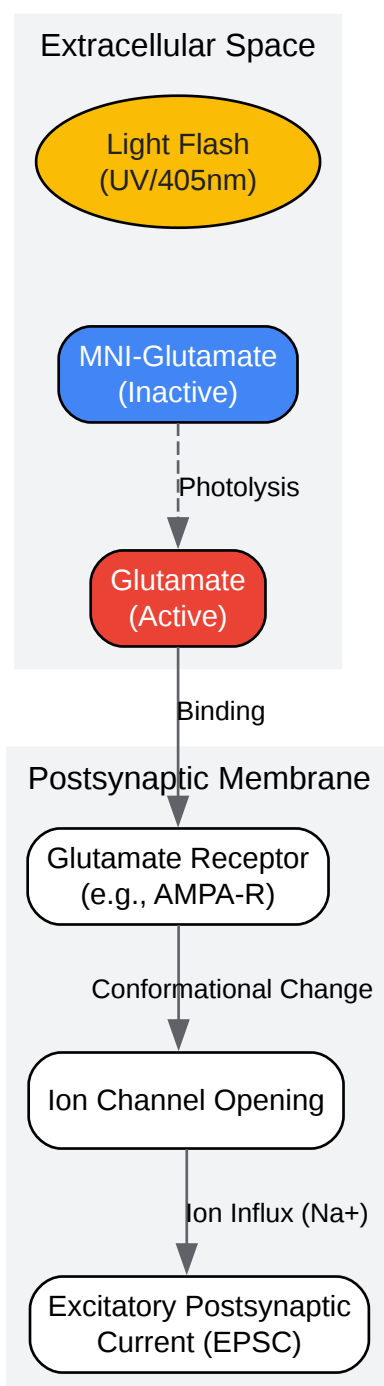 Extracellular Space
Light Flash
(UV/405nm)
MNI-Glutamate
(Inactive)
Photolysis
Glutamate
(Active)
Binding
Postsynaptic Membrane
Glutamate Receptor
(e.g., AMPA-R)
Conformational Change
Ion Channel Opening
Ion Influx (Na+)
Excitatory Postsynaptic
Current (EPSC)